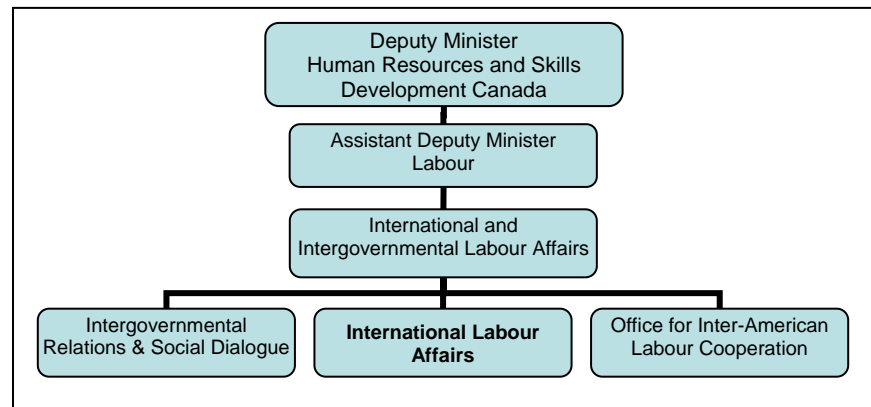 Deputy Minister
Human Resources and Skills
Development Canada
Assistant Deputy Minister
Labour
International and
Intergovernmental Labour Affairs
Intergovernmental
Relations & Social Dialogue
International Labour
Affairs
Office for Inter-American
Labour Cooperation